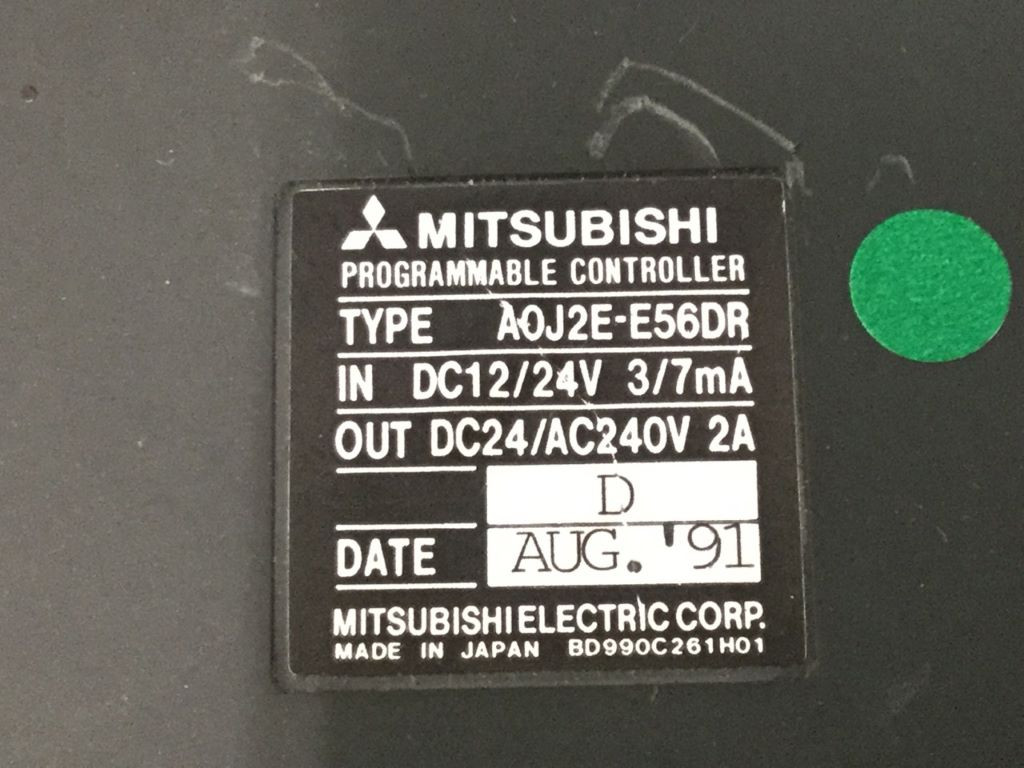 MITSUBISHI
PROGRAMMABLE CONTROLLER
TYPE A0J2E-E56DR
IN DC12/24V 3/7mA
OUT DC24/AC240V 2A
D
DATE AUG. '91
MITSUBISHI ELECTRIC CORP.
MADE IN JAPAN BD990C261H01